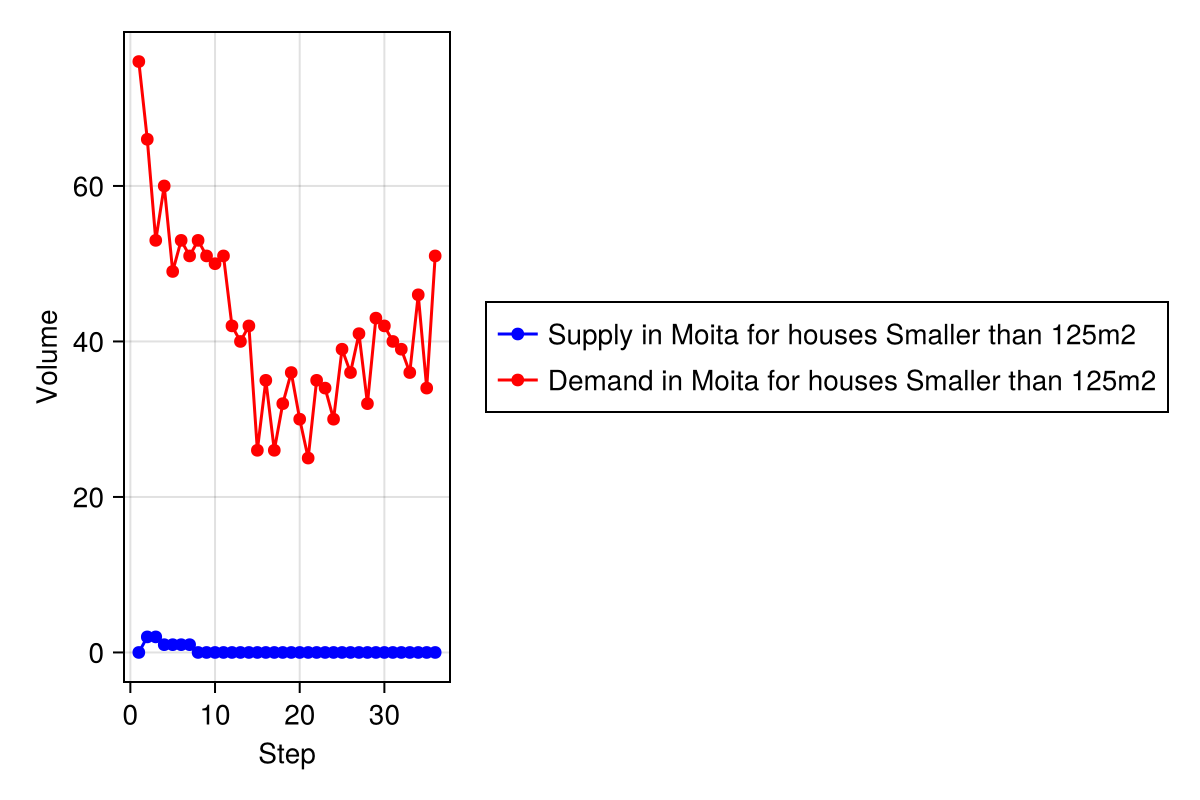 Volume
60
40
20
0
0 10 20 30
Step
Supply in Moita for houses Smaller than 125m2
Demand in Moita for houses Smaller than 125m2